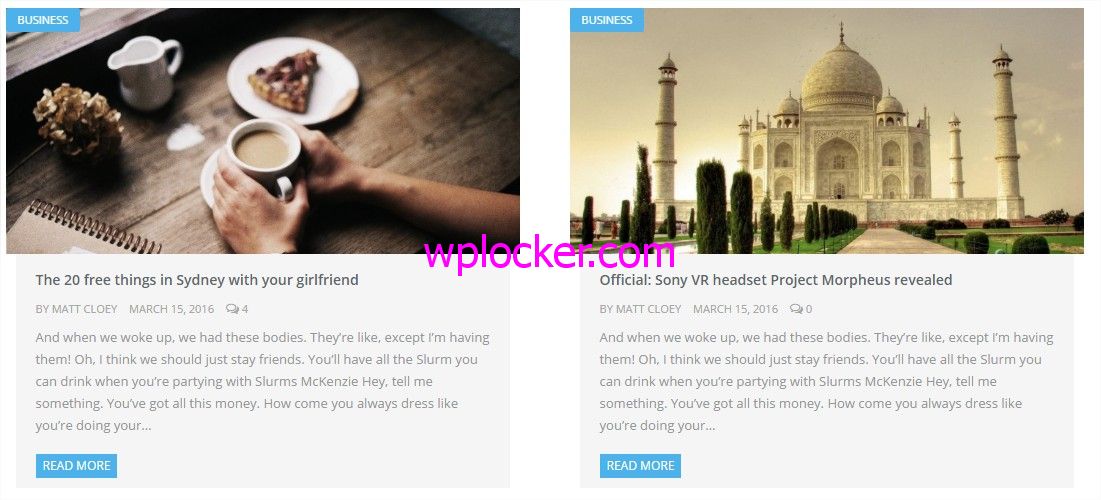 BUSINESS
The 20 free things in Sydney with your girlfriend
BY MATT CLOEY MARCH 15, 2016 4
And when we woke up, we had these bodies. They’re like, except I’m having
them! Oh, I think we should just stay friends. You’ll have all the Slurm you
can drink when you’re partying with Slurms McKenzie Hey, tell me
something. You’ve got all this money. How come you always dress like
you’re doing your…
READ MORE
BUSINESS
Official: Sony VR headset Project Morpheus revealed
BY MATT CLOEY MARCH 15, 2016 0
And when we woke up, we had these bodies. They’re like, except I’m having
them! Oh, I think we should just stay friends. You’ll have all the Slurm you
can drink when you’re partying with Slurms McKenzie Hey, tell me
something. You’ve got all this money. How come you always dress like
you’re doing your…
READ MORE
wplocker.com